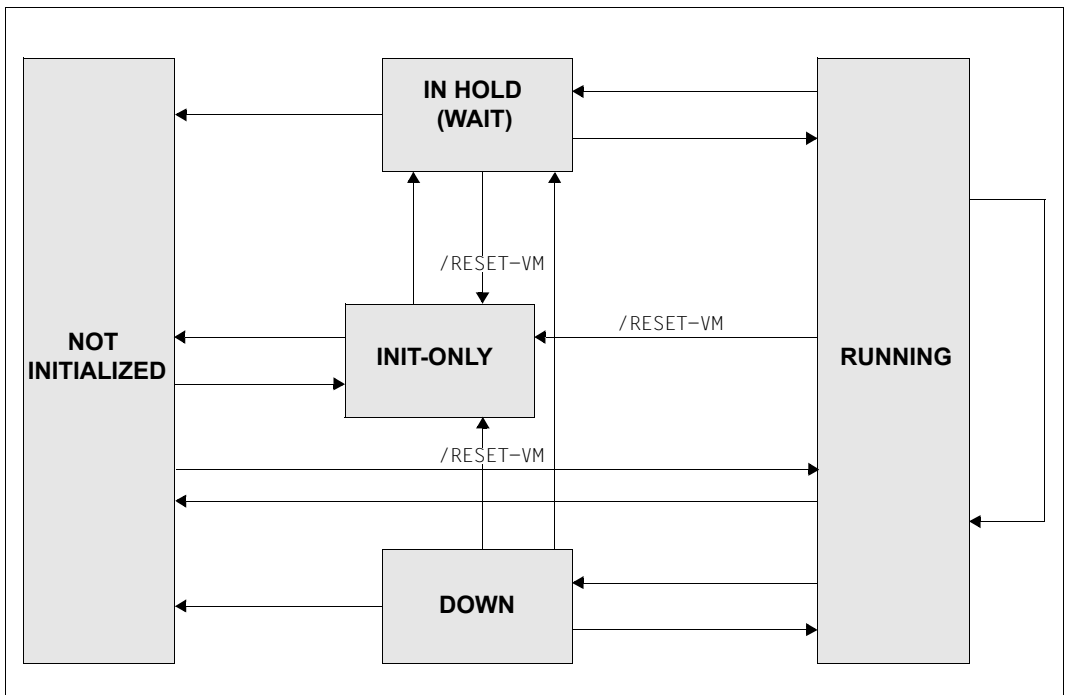 IN HOLD
(WAIT)
/RESET-VM
/RESET-VM
NOT
INITIALIZED
INIT-ONLY
RUNNING
/RESET-VM
DOWN